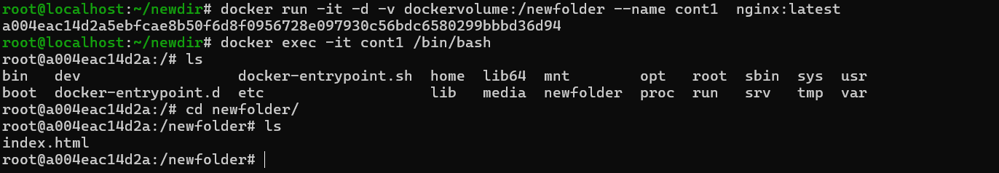 root@localhost:~/newdir# docker run -it -d -v dockervolume:/newfolder --name cont1  nginx:latest
a004eac14d2a5ebfcae8b50f6d8f0956728e097930c56bdc6580299bbbd36d94
root@localhost:~/newdir# docker exec -it cont1 /bin/bash
root@a004eac14d2a:/# ls
bin   dev                  docker-entrypoint.sh  home  lib64  mnt        opt   root  sbin  sys  usr
boot  docker-entrypoint.d  etc                   lib   media  newfolder  proc  run   srv   tmp  var
root@a004eac14d2a:/# cd newfolder/
root@a004eac14d2a:/newfolder# ls
index.html
root@a004eac14d2a:/newfolder#